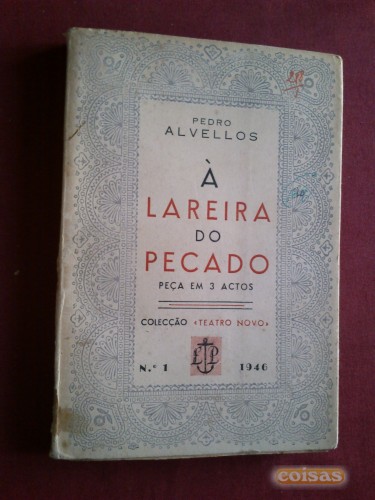 PEDRO
ALVELLOS
À
LAREIRA
DO
PECADO
PEÇA EM 3 ACTOS
COLECÇÃO «TEATRO NOVO»
L P
N.º 1 1946
coisas